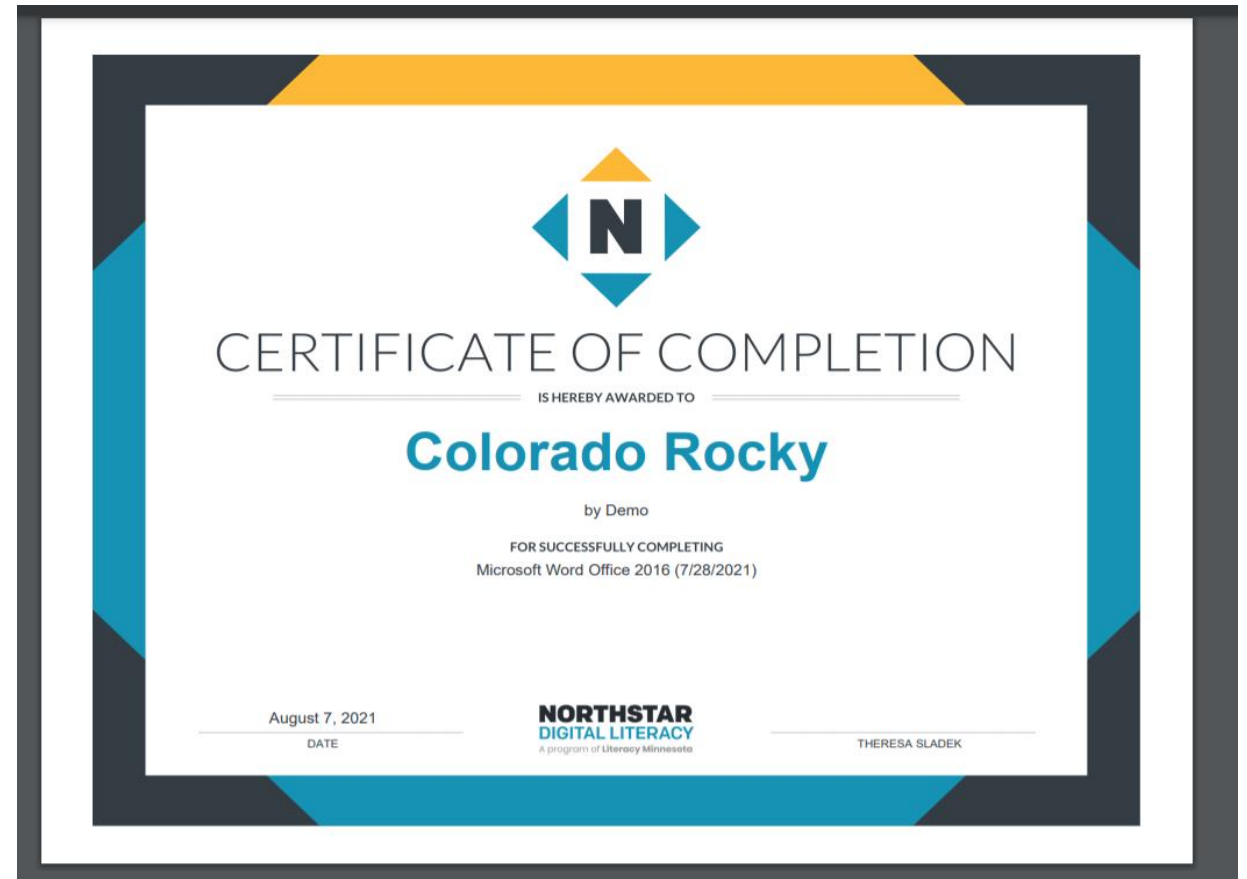 N
CERTIFICATE OF COMPLETION
IS HEREBY AWARDED TO
Colorado Rocky
by Demo
FOR SUCCESSFULLY COMPLETING
Microsoft Word Office 2016 (7/28/2021)
August 7, 2021
DATE
NORTHSTAR
DIGITAL LITERACY
A program of Literacy Minnesota
THERESA SLADEK